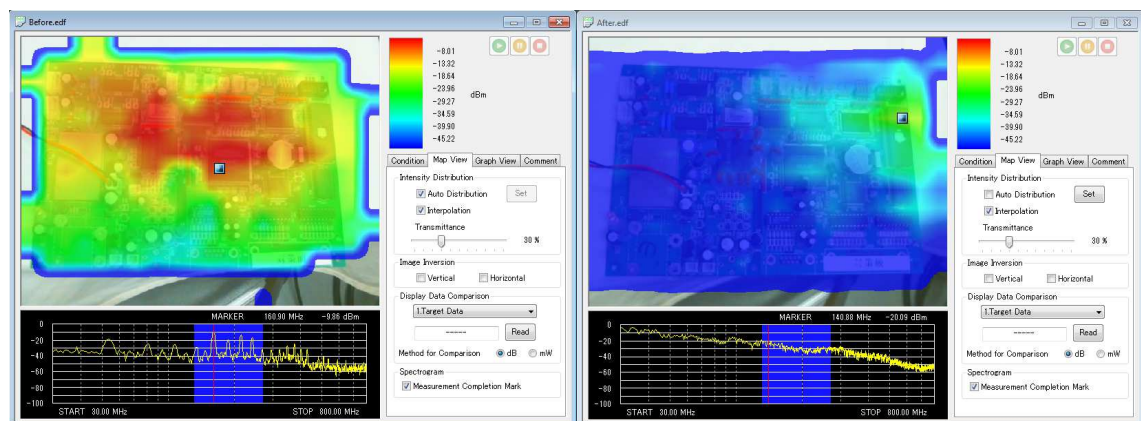 Before.edf
-8.01
-13.32
-18.64
-23.96
-29.27
-34.59
-39.90
-45.22
dBm
Condition Map View Graph View Comment
Intensity Distribution
Auto Distribution Set
Interpolation
Transmittance
30 %
Image Inversion
Vertical Horizontal
Display Data Comparison
1.Target Data
----- Read
Method for Comparison dB mW
Spectrogram
Measurement Completion Mark
MARKER 160.90 MHz -9.86 dBm
0
-20
-40
-60
-80
-100
START 30.00 MHz STOP 800.00 MHz
After.edf
-8.01
-13.32
-18.64
-23.96
-29.27
-34.59
-39.90
-45.22
dBm
Condition Map View Graph View Comment
Intensity Distribution
Auto Distribution Set
Interpolation
Transmittance
30 %
Image Inversion
Vertical Horizontal
Display Data Comparison
1.Target Data
----- Read
Method for Comparison dB mW
Spectrogram
Measurement Completion Mark
MARKER 140.88 MHz -20.09 dBm
0
-20
-40
-60
-80
-100
START 30.00 MHz STOP 800.00 MHz